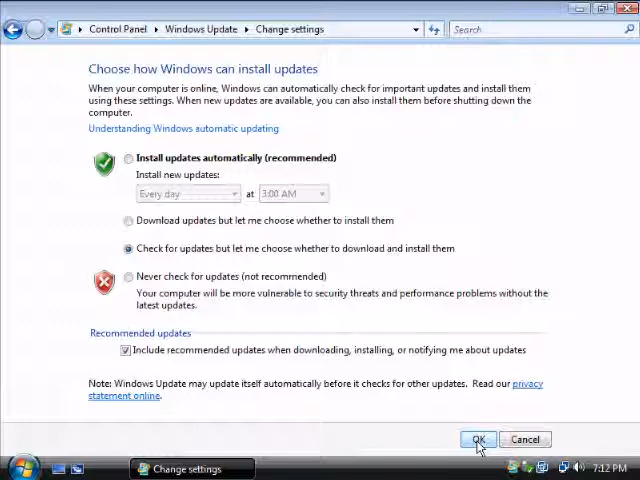 Control Panel Windows Update Change settings Search
Choose how Windows can install updates
When your computer is online, Windows can automatically check for important updates and install them
using these settings. When new updates are available, you can also install them before shutting down the
computer.
Understanding Windows automatic updating
Install updates automatically (recommended)
Install new updates:
Every day at 3:00 AM
Download updates but let me choose whether to install them
Check for updates but let me choose whether to download and install them
Never check for updates (not recommended)
Your computer will be more vulnerable to security threats and performance problems without the
latest updates.
Recommended updates
Include recommended updates when downloading, installing, or notifying me about updates
Note: Windows Update may update itself automatically before it checks for other updates. Read our privacy
statement online.
OK Cancel
Change settings 7:12 PM